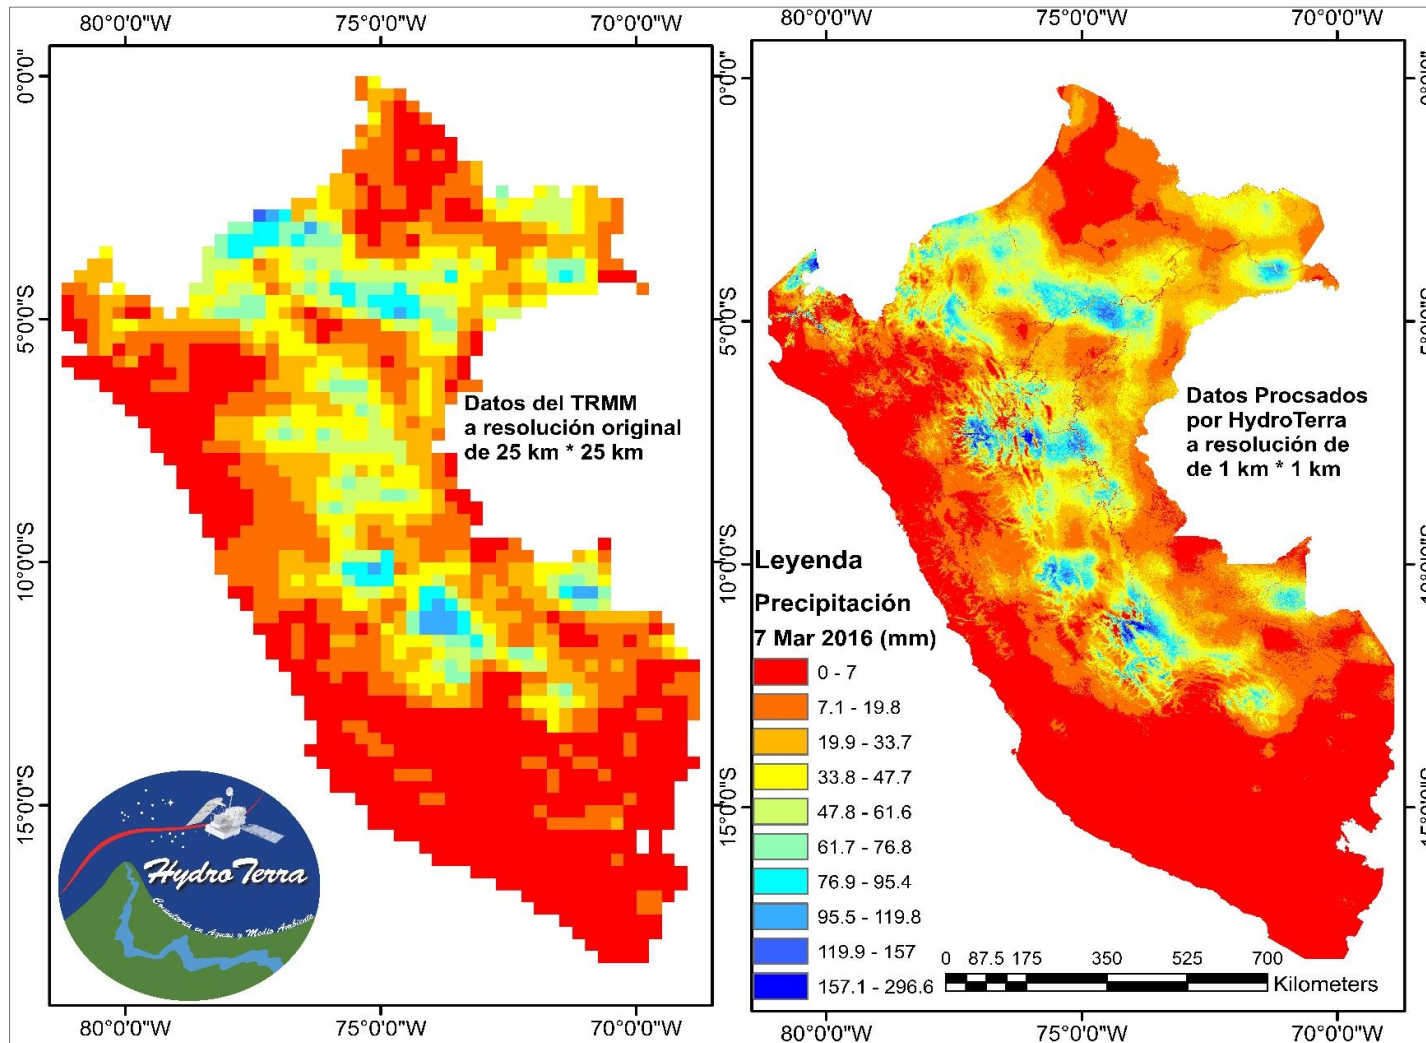 80°0'0"W 75°0'0"W 70°0'0"W
80°0'0"W 75°0'0"W 70°0'0"W
0°0'0"
5°0'0"S
10°0'0"S
15°0'0"S
Datos del TRMM
a resolución original
de 25 km * 25 km
HydroTerra
Consultoría en Aguas y Medio Ambiente
80°0'0"W 75°0'0"W 70°0'0"W
0°0'0"
5°0'0"S
10°0'0"S
15°0'0"S
Datos Procsados
por HydroTerra
a resolución de
de 1 km * 1 km
Leyenda
Precipitación
7 Mar 2016 (mm)
0 - 7
7.1 - 19.8
19.9 - 33.7
33.8 - 47.7
47.8 - 61.6
61.7 - 76.8
76.9 - 95.4
95.5 - 119.8
119.9 - 157
157.1 - 296.6
0 87.5 175 350 525 700
Kilometers
80°0'0"W 75°0'0"W 70°0'0"W